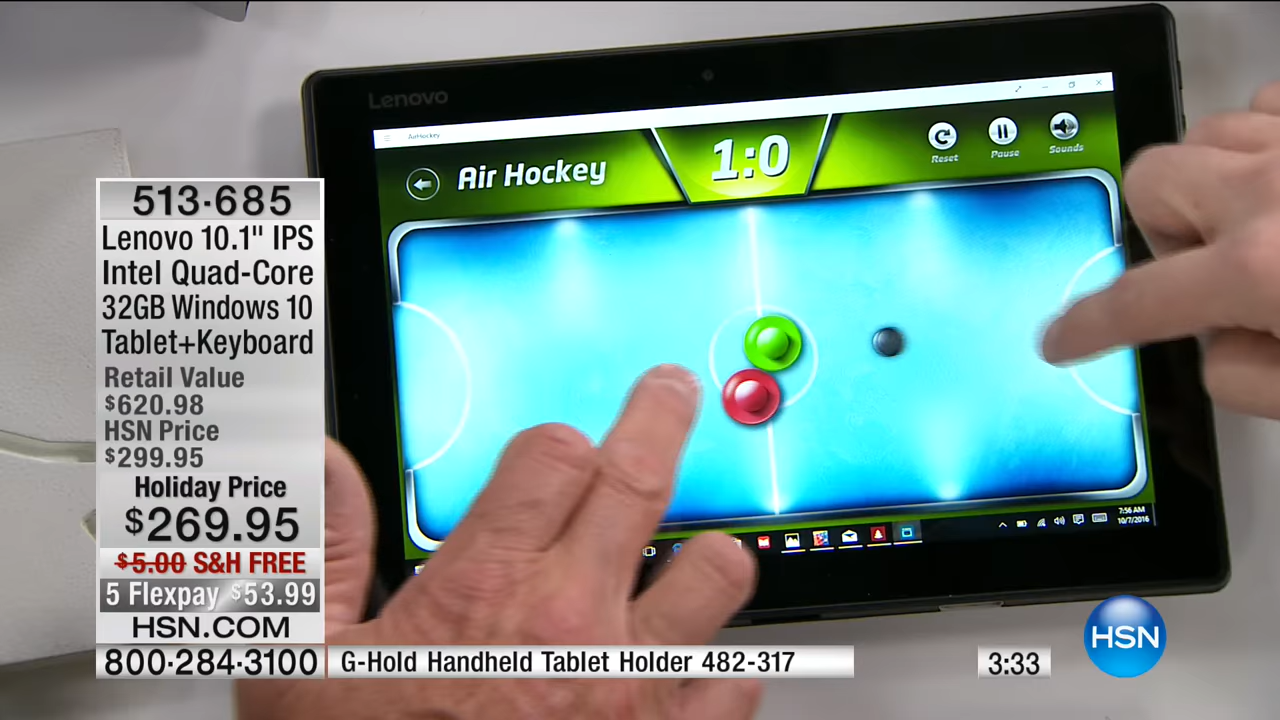 Lenovo
AirHockey
Air Hockey
1:0
Reset
Pause
Sounds
7:56 AM
10/7/2016
513·685
Lenovo 10.1" IPS
Intel Quad-Core
32GB Windows 10
Tablet+Keyboard
Retail Value
$620.98
HSN Price
$299.95
Holiday Price
$269.95
$5.00 S&H FREE
5 Flexpay $53.99
HSN.COM
800·284·3100
G-Hold Handheld Tablet Holder 482-317
3:33
HSN